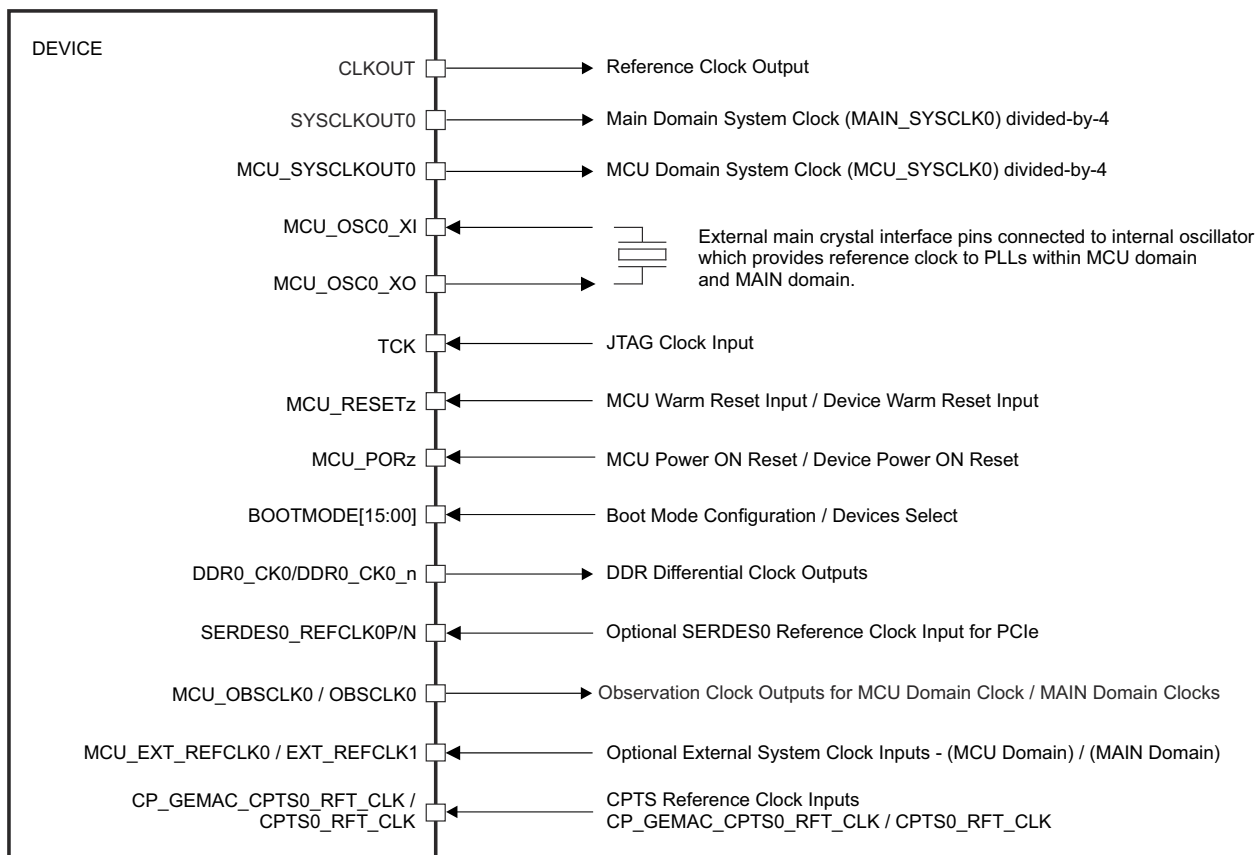 DEVICE
CLKOUT
Reference Clock Output
SYSCLKOUT0
Main Domain System Clock (MAIN_SYSCLK0) divided-by-4
MCU_SYSCLKOUT0
MCU Domain System Clock (MCU_SYSCLK0) divided-by-4
MCU_OSC0_XI
MCU_OSC0_XO
External main crystal interface pins connected to internal oscillator
which provides reference clock to PLLs within MCU domain
and MAIN domain.
TCK
JTAG Clock Input
MCU_RESETz
MCU Warm Reset Input / Device Warm Reset Input
MCU_PORz
MCU Power ON Reset / Device Power ON Reset
BOOTMODE[15:00]
Boot Mode Configuration / Devices Select
DDR0_CK0/DDR0_CK0_n
DDR Differential Clock Outputs
SERDES0_REFCLK0P/N
Optional SERDES0 Reference Clock Input for PCIe
MCU_OBSCLK0 / OBSCLK0
Observation Clock Outputs for MCU Domain Clock / MAIN Domain Clocks
MCU_EXT_REFCLK0 / EXT_REFCLK1
Optional External System Clock Inputs - (MCU Domain) / (MAIN Domain)
CP_GEMAC_CPTS0_RFT_CLK /
CPTS0_RFT_CLK
CPTS Reference Clock Inputs
CP_GEMAC_CPTS0_RFT_CLK / CPTS0_RFT_CLK